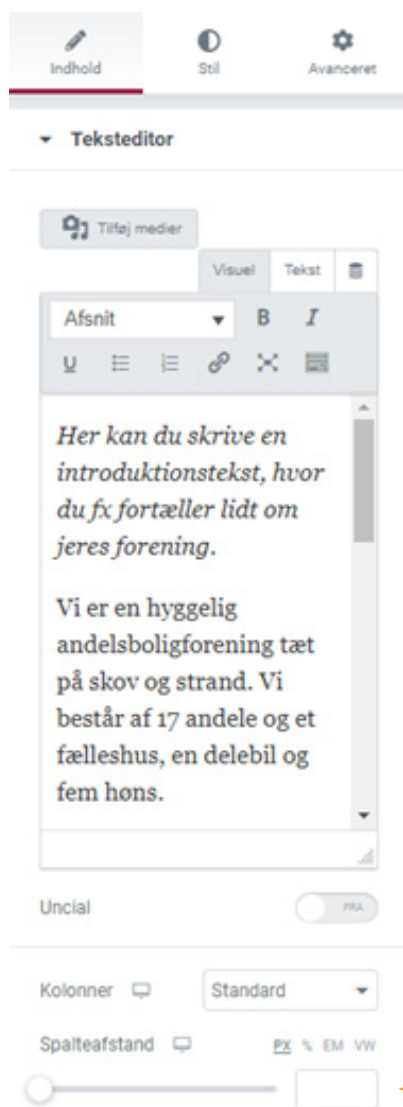 Indhold Stil Avanceret
Teksteditor
Tilføj medier
Visuel Tekst
Afsnit B I
U
Her kan du skrive en
introduktionstekst, hvor
du fx fortæller lidt om
jeres forening.
Vi er en hyggelig
andelsboligforening tæt
på skov og strand. Vi
består af 17 andele og et
fælleshus, en delebil og
fem høns.
Uncial FRA
Kolonner Standard
Spalteafstand PX % EM VW